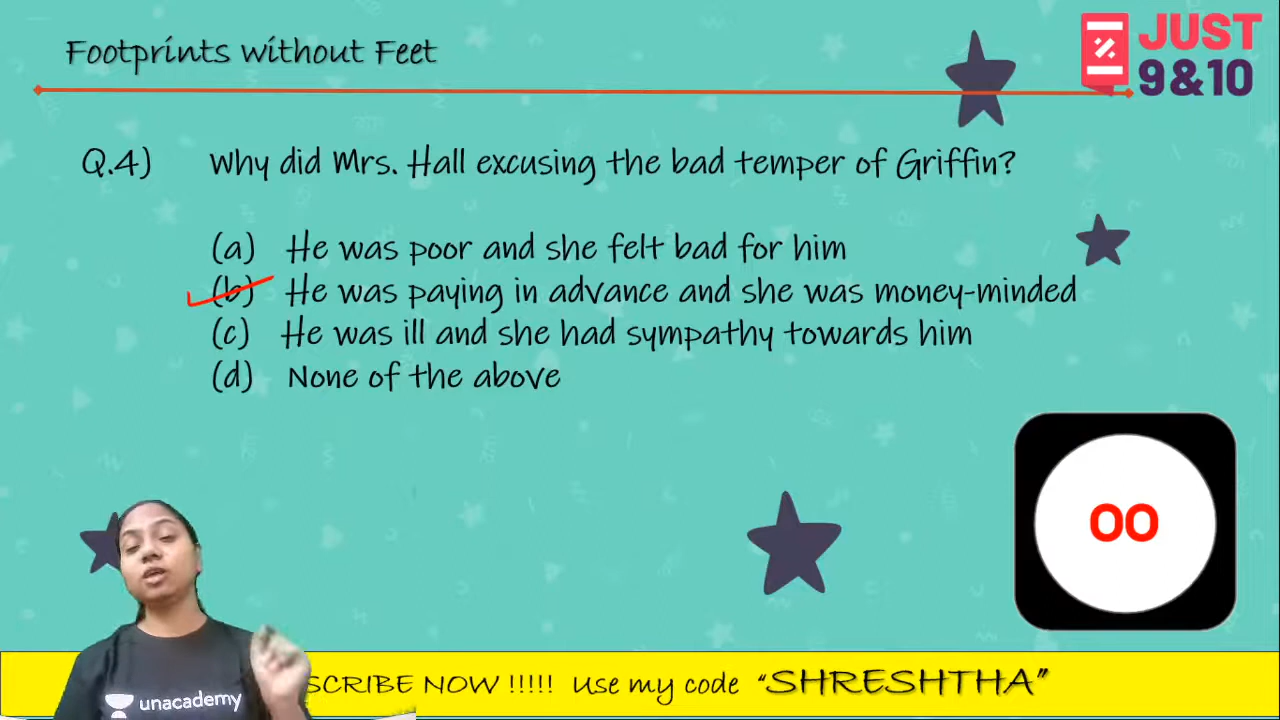 Footprints without Feet
JUST
9&10
Q.4) Why did Mrs. Hall excusing the bad temper of Griffin?
(a) He was poor and she felt bad for him
(b) He was paying in advance and she was money-minded
(c) He was ill and she had sympathy towards him
(d) None of the above
00
SCRIBE NOW !!!!! Use my code "SHRESHTHA"
unacademy